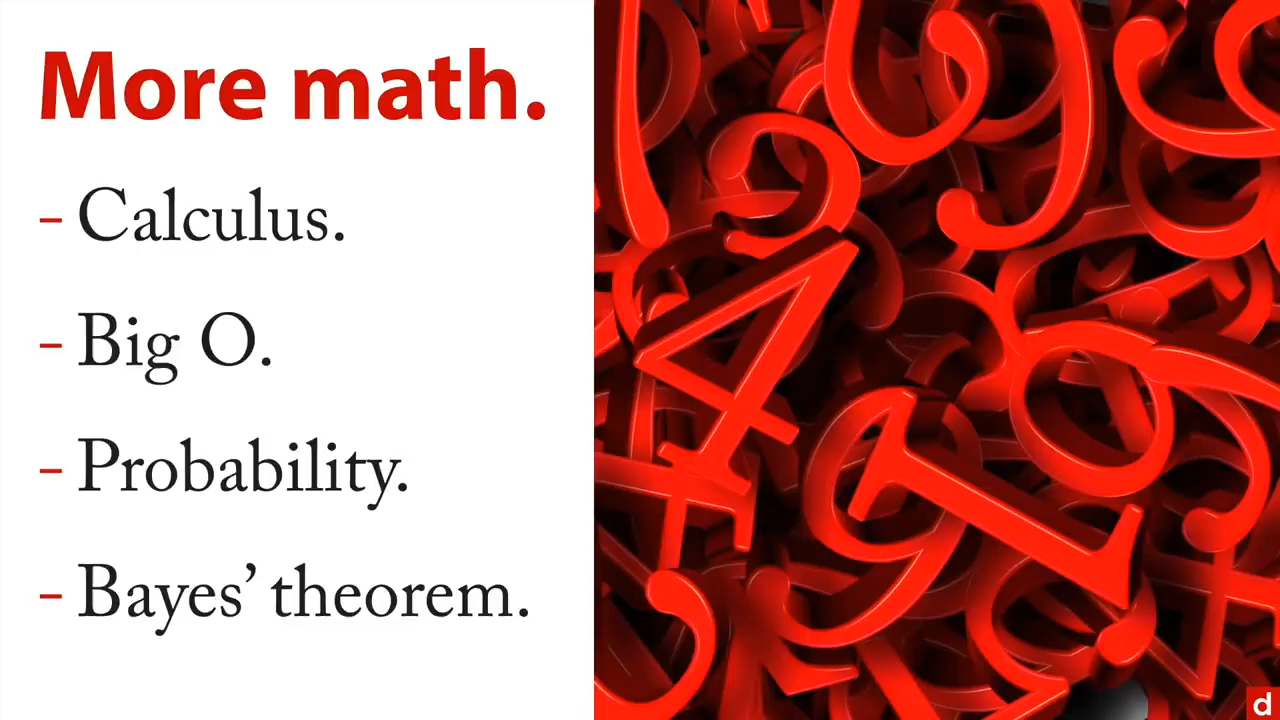 More math.
- Calculus.
- Big O.
- Probability.
- Bayes’ theorem.
d